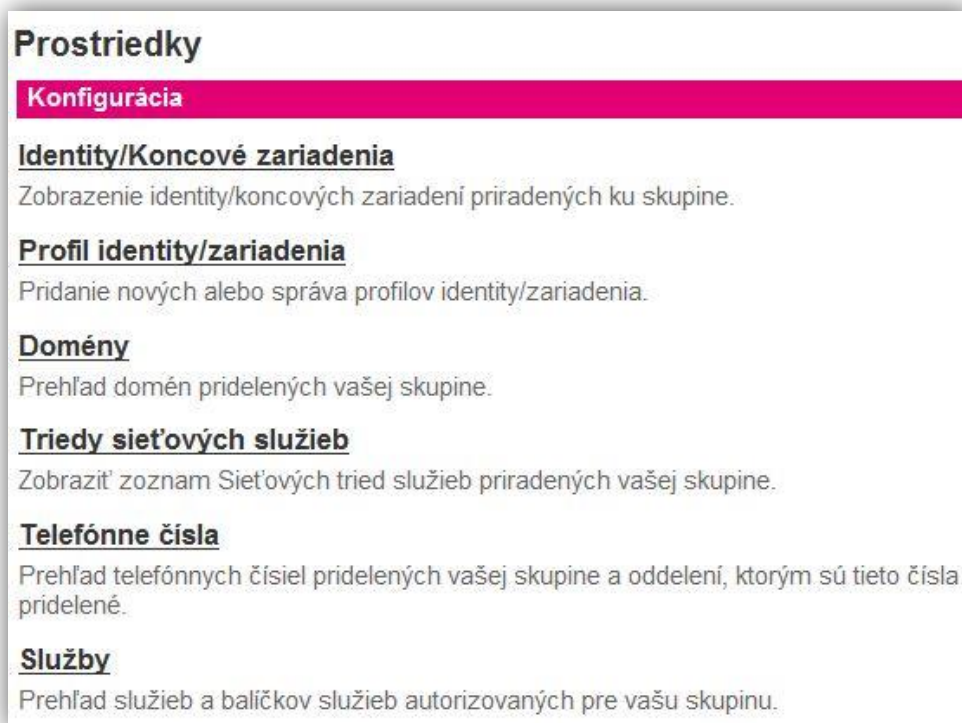 Prostriedky
Konfigurácia
Identity/Koncové zariadenia
Zobrazenie identity/koncových zariadení priradených ku skupine.
Profil identity/zariadenia
Pridanie nových alebo správa profilov identity/zariadenia.
Domény
Prehľad domén pridelených vašej skupine.
Triedy sieťových služieb
Zobraziť zoznam Sieťových tried služieb priradených vašej skupine.
Telefónne čísla
Prehľad telefónnych čísiel pridelených vašej skupine a oddelení, ktorým sú tieto čísla
pridelené.
Služby
Prehľad služieb a balíčkov služieb autorizovaných pre vašu skupinu.